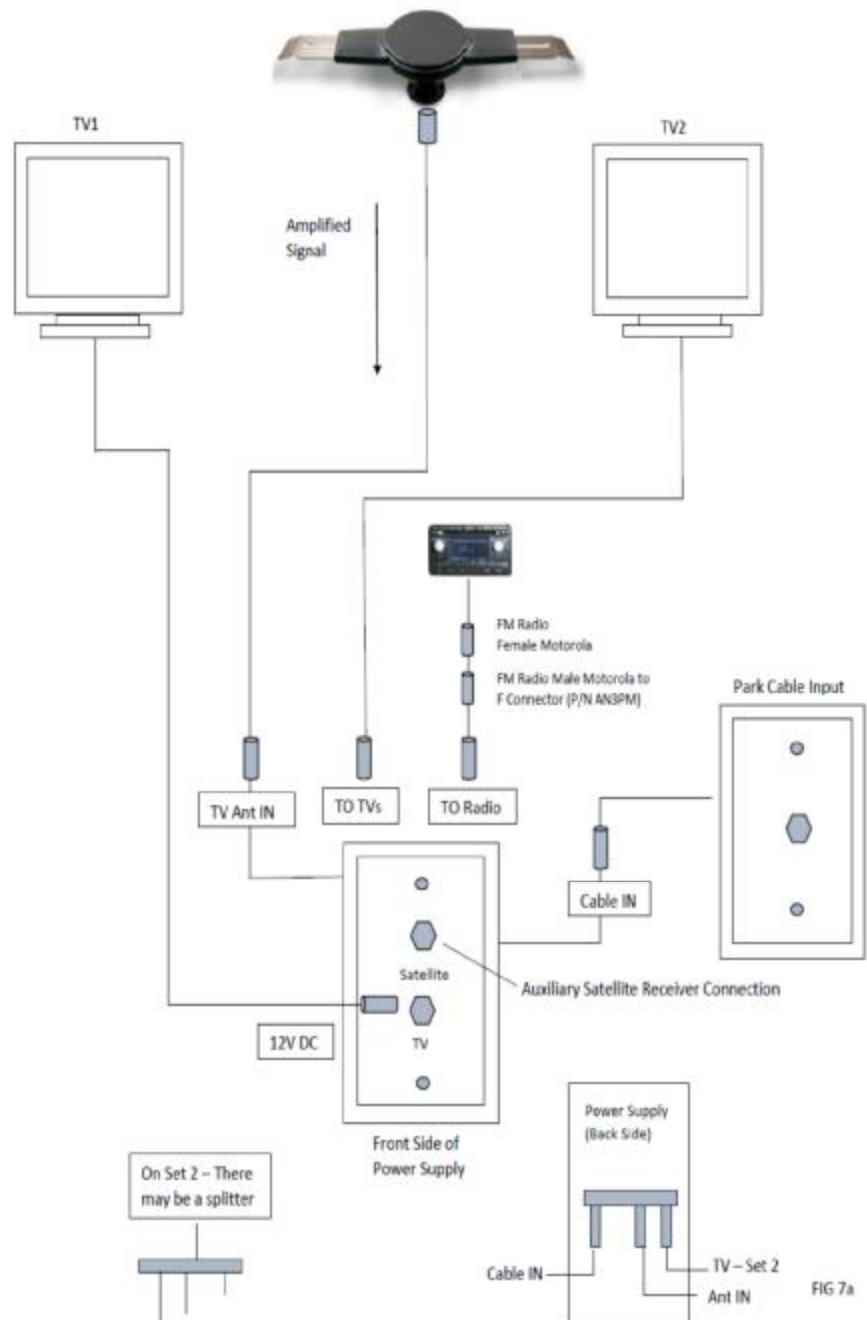 TV1
TV2
Amplified
Signal
FM Radio
Female Motorola
FM Radio Male Motorola to
F Connector (P/N AN3PM)
Park Cable Input
TV Ant IN
TO TVs
TO Radio
Cable IN
Satellite
Auxiliary Satellite Receiver Connection
12V DC
TV
Front Side of
Power Supply
On Set 2 – There
may be a splitter
Power Supply
(Back Side)
Cable IN
TV – Set 2
Ant IN
FIG 7a